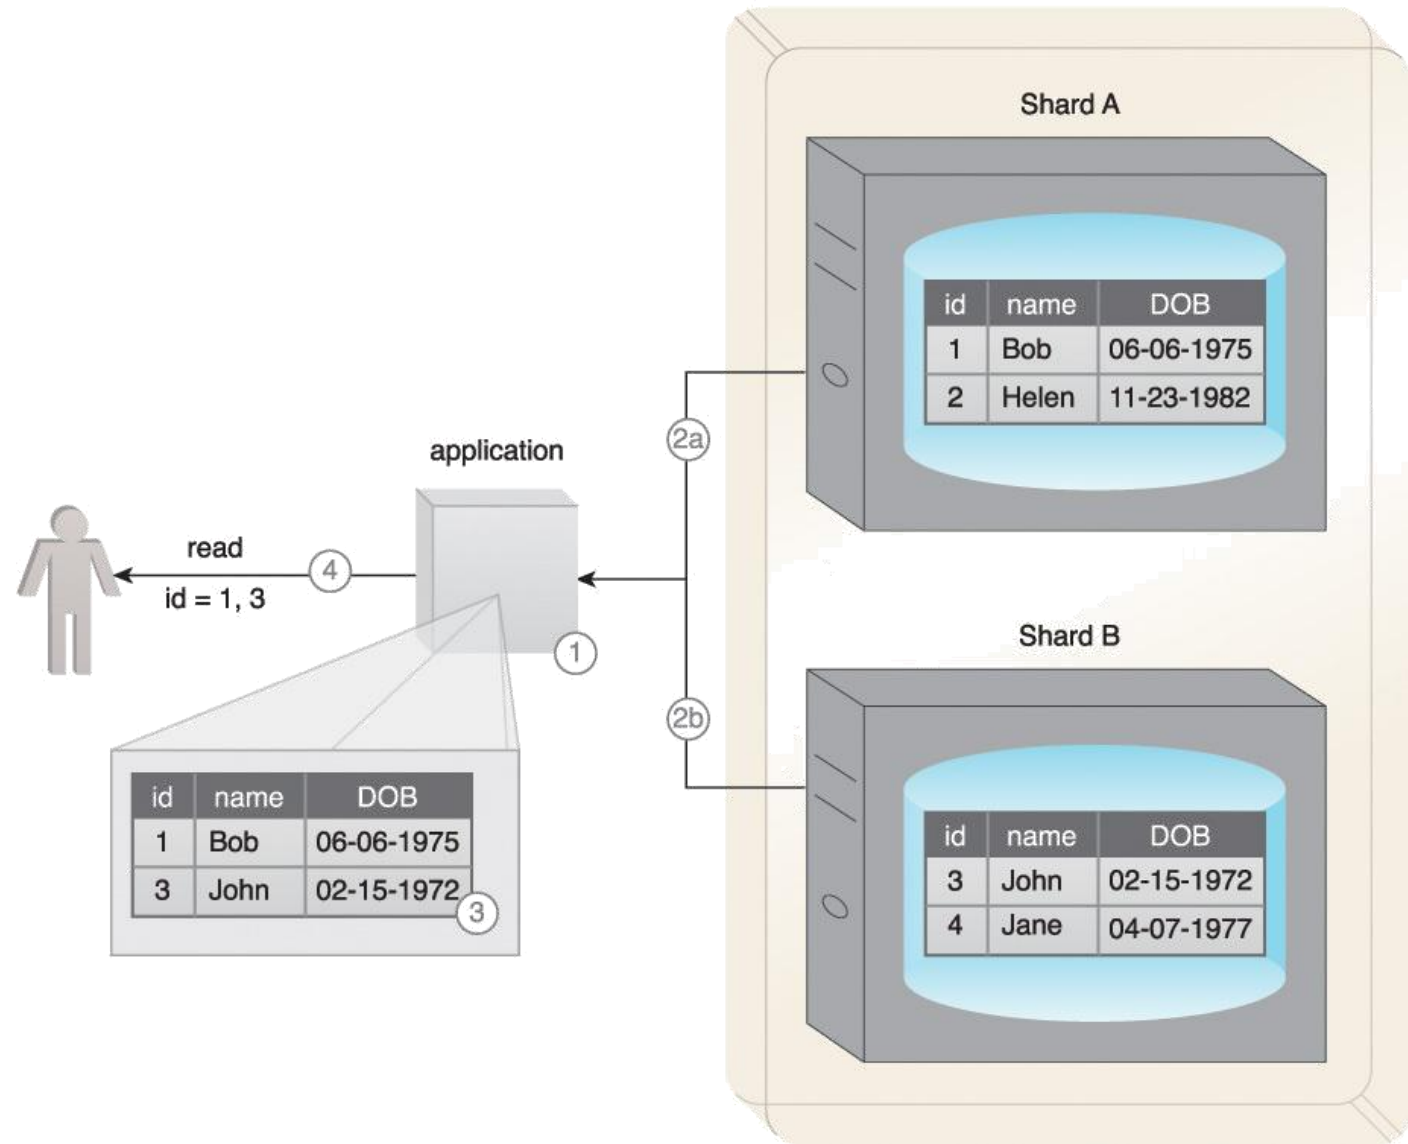 Shard A
id name DOB
1 Bob 06-06-1975
2 Helen 11-23-1982
2a
application
read
4
id = 1, 3
1
Shard B
2b
id name DOB
1 Bob 06-06-1975
3 John 02-15-1972
3
id name DOB
3 John 02-15-1972
4 Jane 04-07-1977